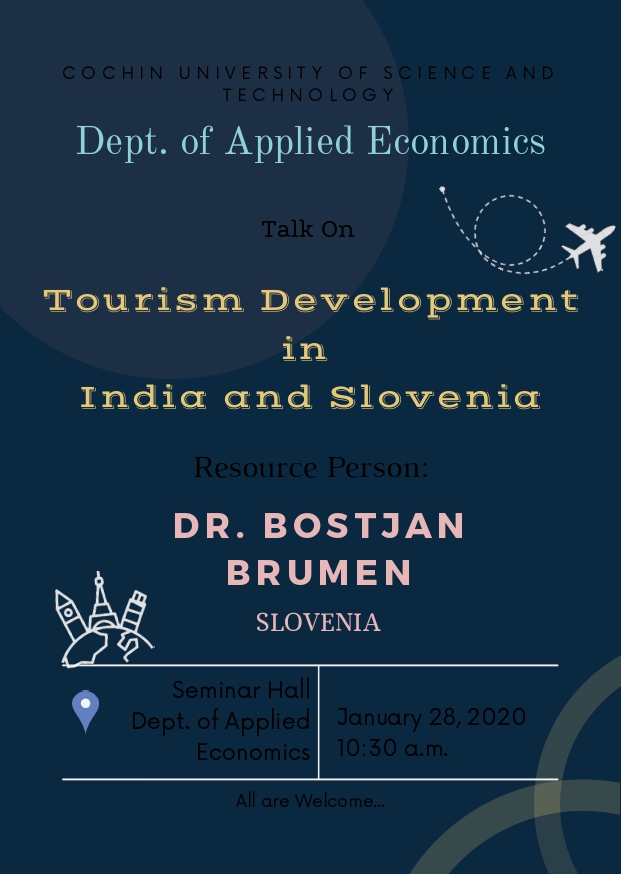 COCHIN UNIVERSITY OF SCIENCE AND
TECHNOLOGY
Dept. of Applied Economics
Talk On
Tourism Development
in
India and Slovenia
Resource Person:
DR. BOSTJAN
BRUMEN
SLOVENIA
Seminar Hall
Dept. of Applied
Economics
January 28, 2020
10:30 a.m.
All are Welcome...